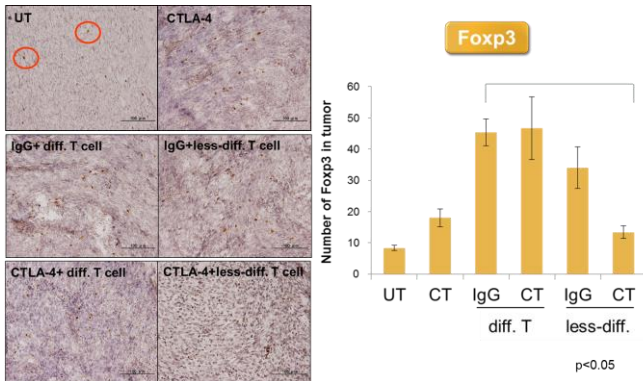 UT
CTLA-4
IgG+ diff. T cell
IgG+less-diff. T cell
CTLA-4+ diff. T cell
CTLA-4+less-diff. T cell
Foxp3
Number of Foxp3 in tumor
60
50
40
30
20
10
0
UT CT IgG CT IgG CT
diff. T less-diff.
p<0.05